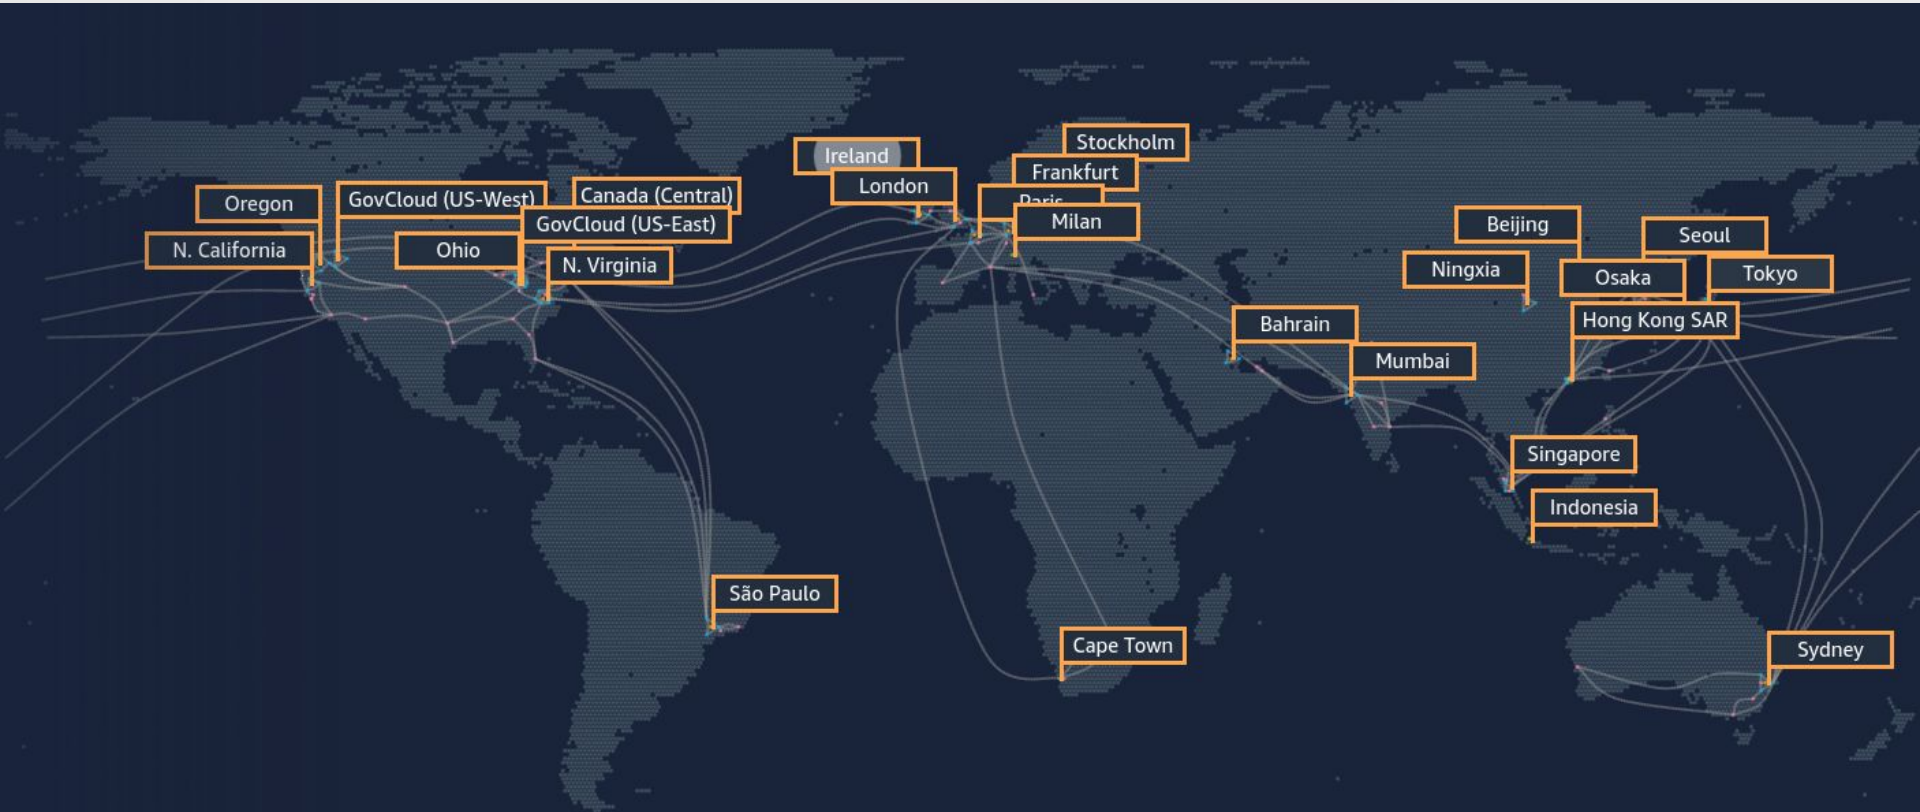 Stockholm
Ireland
Frankfurt
London
Paris
Milan
Oregon
GovCloud (US-West)
Canada (Central)
GovCloud (US-East)
N. California
Ohio
N. Virginia
Beijing
Seoul
Ningxia
Osaka
Tokyo
Bahrain
Hong Kong SAR
Mumbai
Singapore
Indonesia
São Paulo
Cape Town
Sydney